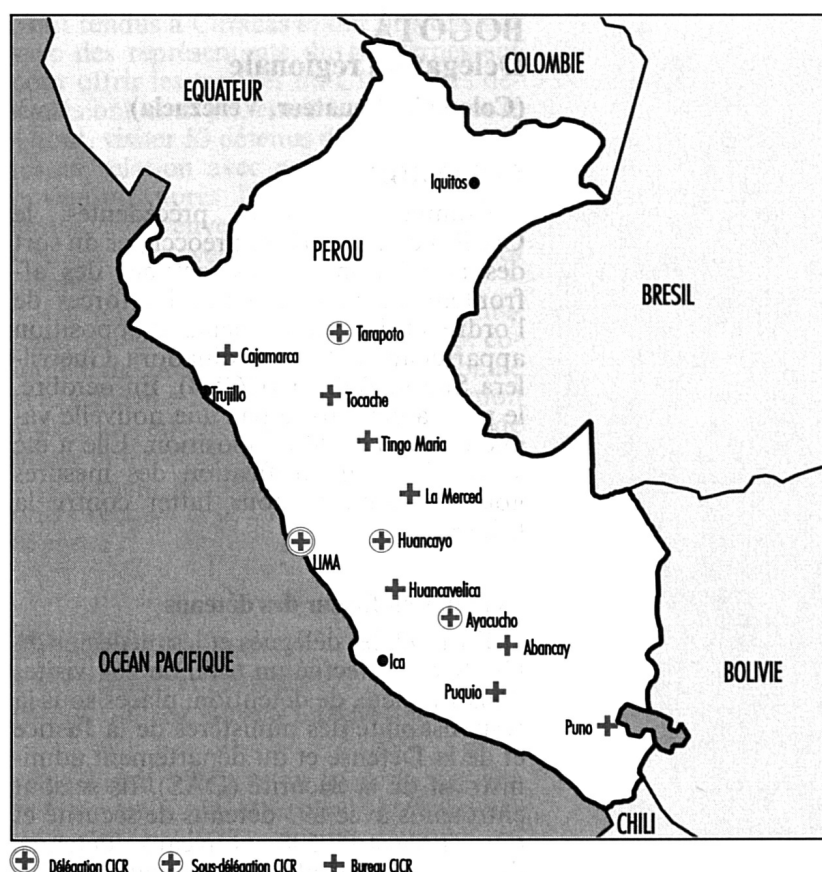 COLOMBIE
EQUATEUR
Iquitos
PEROU
BRESIL
Tarapoto
Cajamarca
Trujillo
Tocache
Tingo Maria
La Merced
LIMA
Huancayo
Huancavelica
Ayacucho
OCEAN PACIFIQUE
Ica
Abancay
BOLIVIE
Puquio
Puno
CHILI
Délégation CICR
Sous-délégation CICR
Bureau CICR